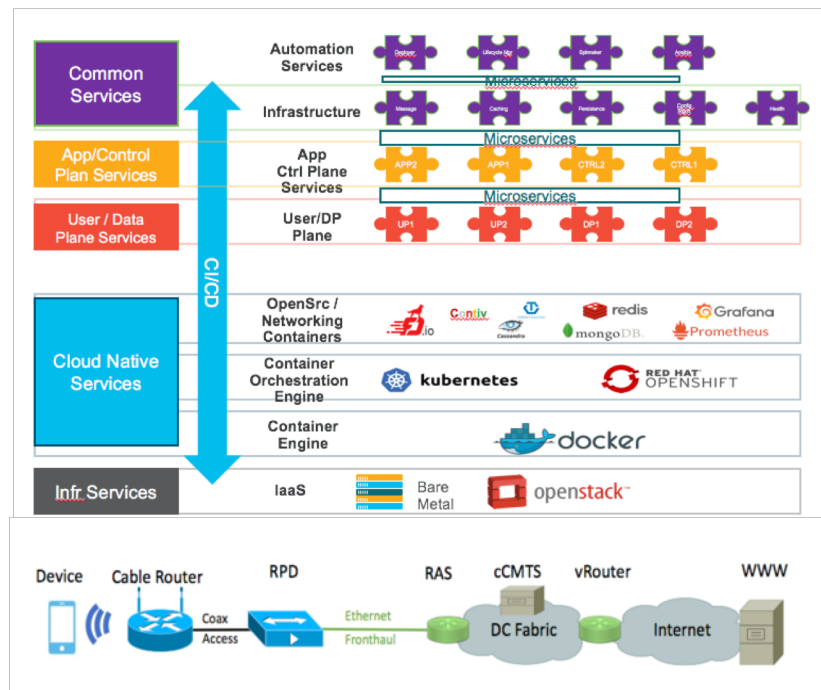 Automation
Services
Deployer
Lifecycle Mgr
Spinnaker
Ansible
Common
Services
Microservices
Infrastructure
Message
Caching
Persistence
Health
Microservices
App/Control
Plan Services
App
Ctrl Plane
Services
APP2
APP1
CTRL2
CTRL1
Microservices
User / Data
Plane Services
User/DP
Plane
UP1
UP2
DP1
DP2
CI/CD
Cloud Native
Services
OpenSrc /
Networking
Containers
.io
Contiv
Cassandra
redis
mongoDB.
Grafana
Prometheus
Container
Orchestration
Engine
kubernetes
RED HAT
OPENSHIFT
Container
Engine
docker
Infr Services
IaaS
Bare
Metal
openstack™
Device
Cable Router
RPD
RAS
cCMTS
vRouter
WWW
Coax
Access
Ethernet
Fronthaul
DC Fabric
Internet